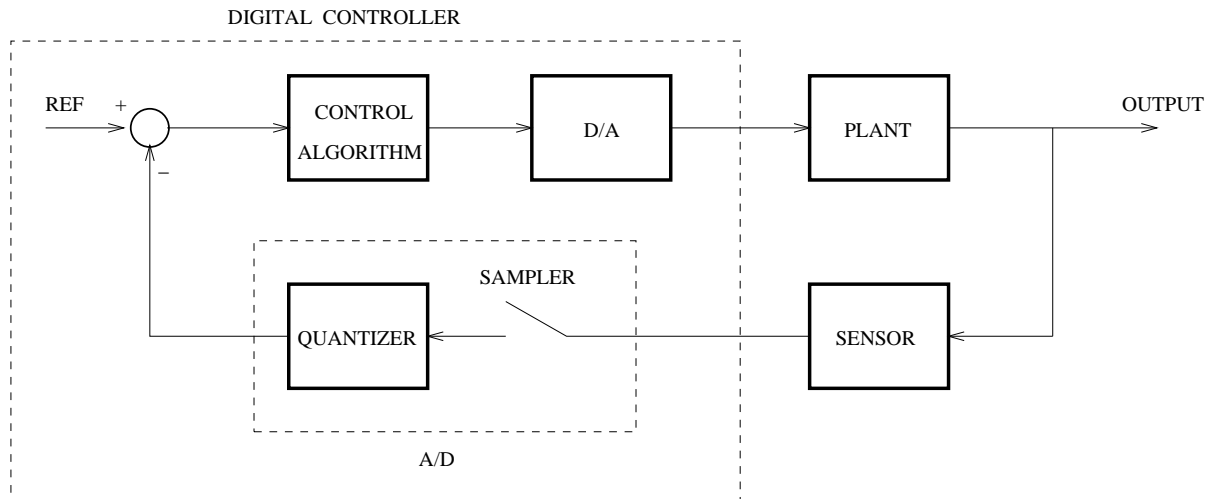 DIGITAL CONTROLLER
REF
+
−
CONTROL
ALGORITHM
D/A
PLANT
OUTPUT
SAMPLER
QUANTIZER
SENSOR
A/D